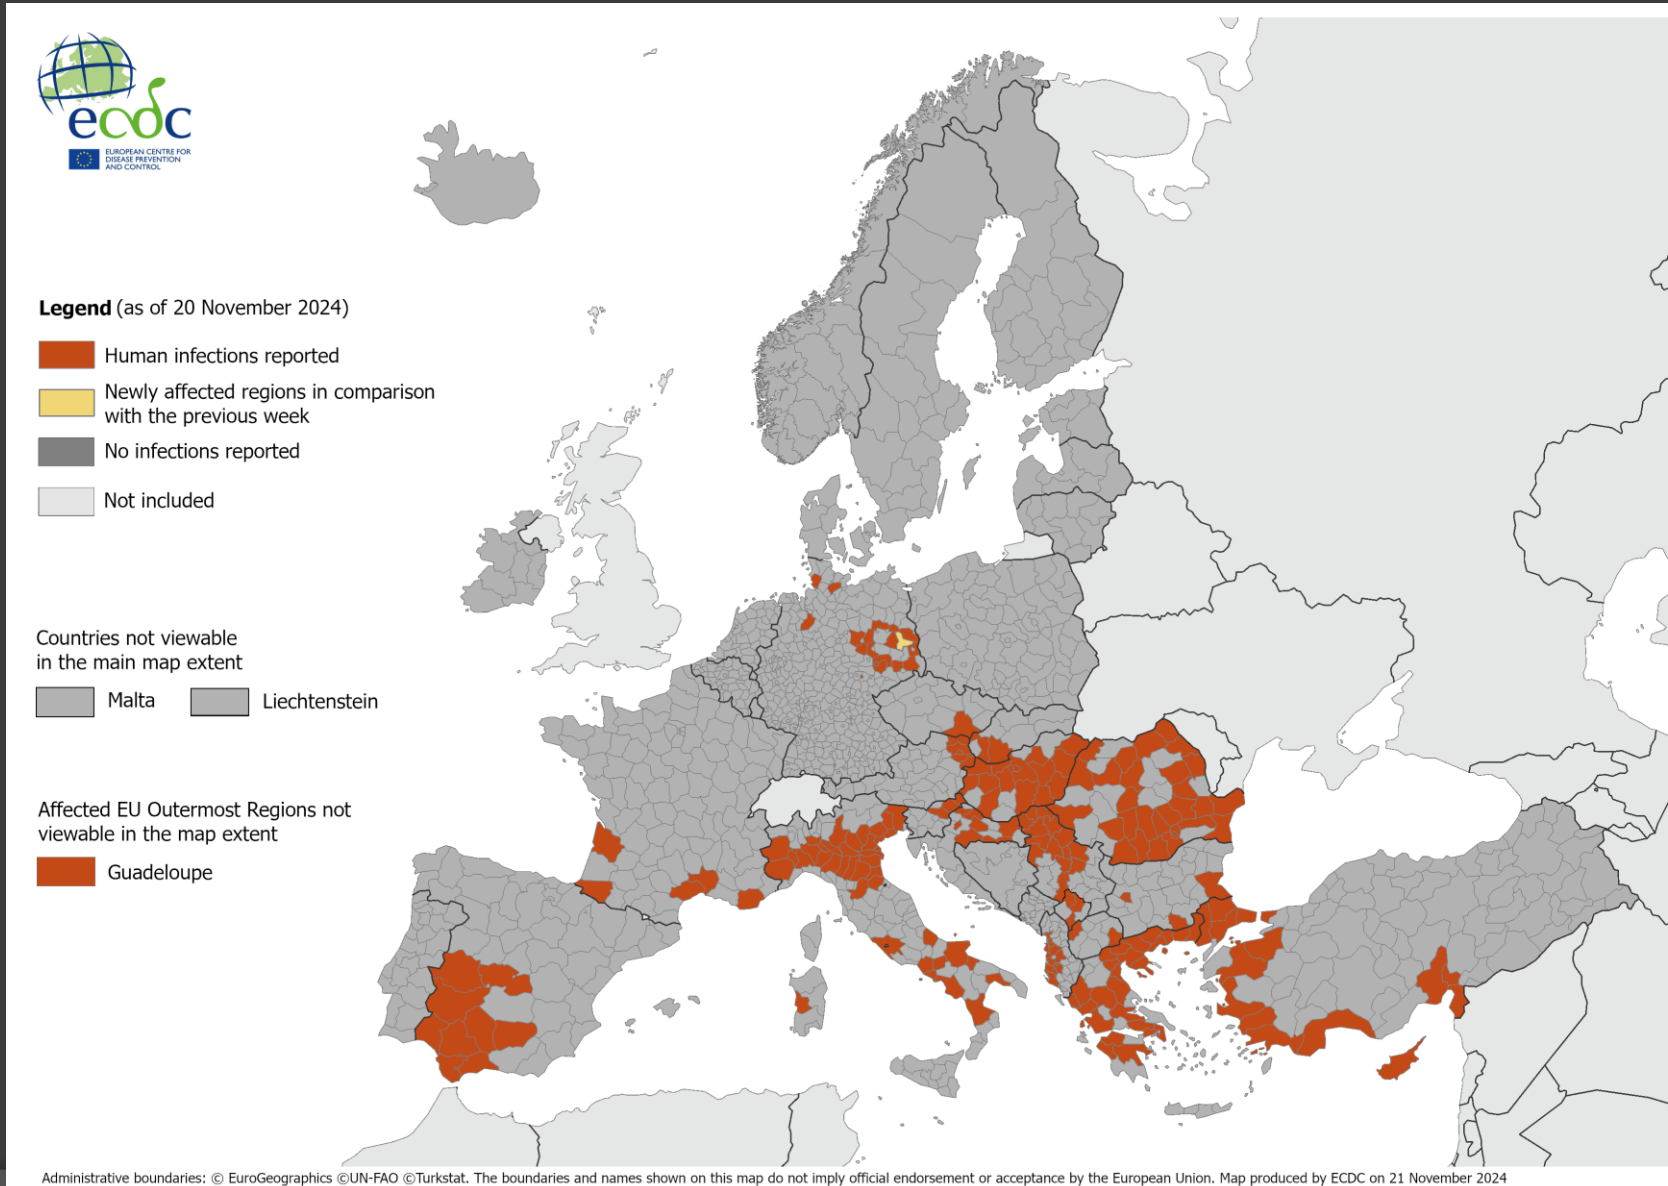 ecdc
EUROPEAN CENTRE FOR
DISEASE PREVENTION
AND CONTROL
Legend (as of 20 November 2024)
Human infections reported
Newly affected regions in comparison
with the previous week
No infections reported
Not included
Countries not viewable
in the main map extent
Malta
Liechtenstein
Affected EU Outermost Regions not
viewable in the map extent
Guadeloupe
Administrative boundaries: © EuroGeographics ©UN-FAO ©Turkstat. The boundaries and names shown on this map do not imply official endorsement or acceptance by the European Union. Map produced by ECDC on 21 November 2024